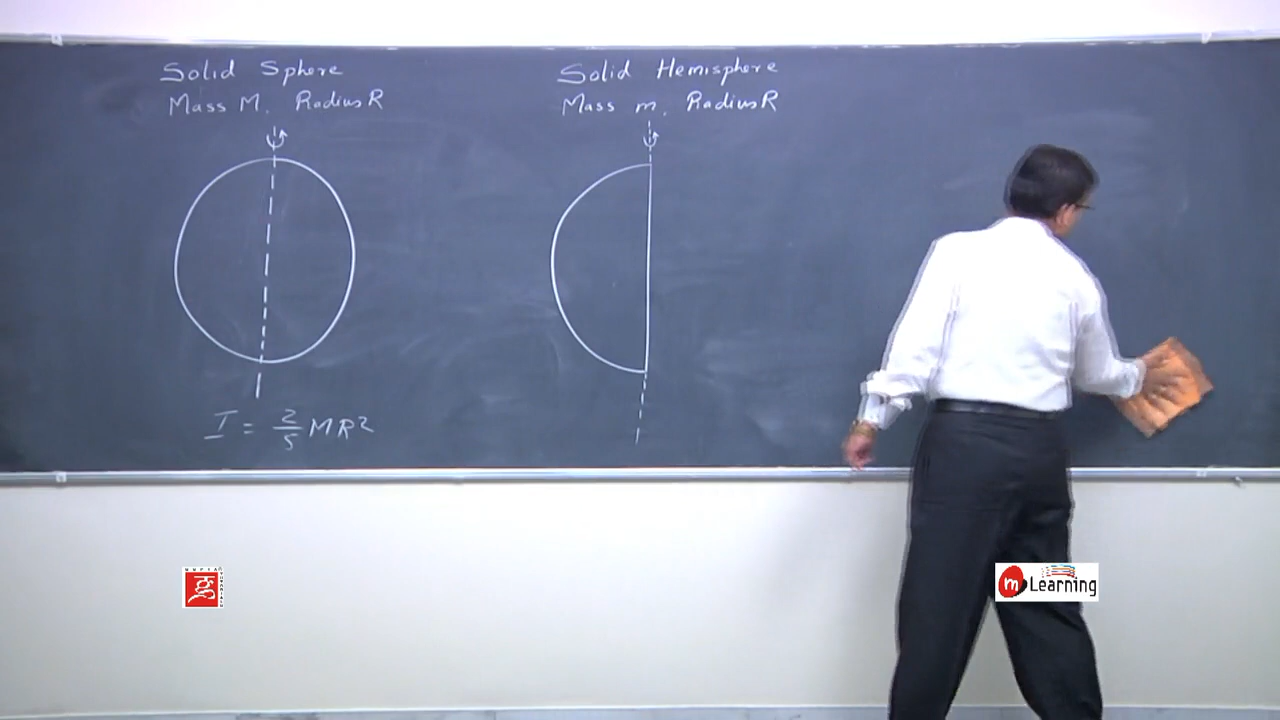 Solid Sphere
Mass M. Radius R
I = 2/5 MR²
Solid Hemisphere
Mass m. Radius R
m Learning